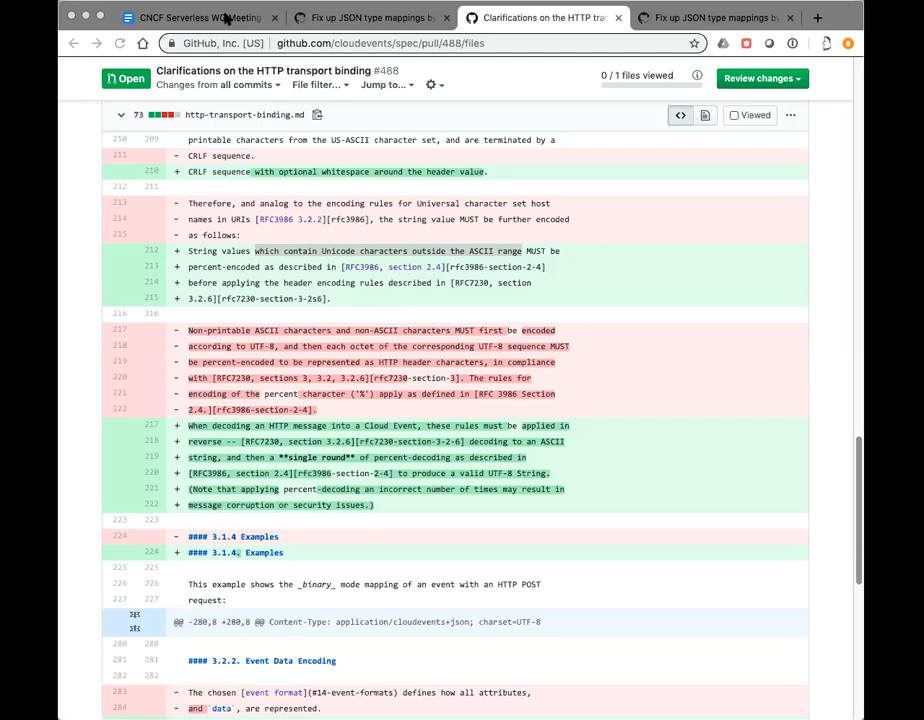 CNCF Serverless WG Meeting
Fix up JSON type mappings by
Clarifications on the HTTP tran
Fix up JSON type mappings by
GitHub, Inc. [US] github.com/cloudevents/spec/pull/488/files
Open
Clarifications on the HTTP transport binding #488
Changes from all commits File filter... Jump to...
0 / 1 files viewed
Review changes
73 http-transport-binding.md
Viewed
210 209 printable characters from the US-ASCII character set, and are terminated by a
211 - CRLF sequence.
210 + CRLF sequence with optional whitespace around the header value.
212 211
213 - Therefore, and analog to the encoding rules for Universal character set host
214 - names in URIs [RFC3986 3.2.2][rfc3986], the string value MUST be further encoded
215 - as follows:
212 + String values which contain Unicode characters outside the ASCII range MUST be
213 + percent-encoded as described in [RFC3986, section 2.4][rfc3986-section-2-4]
214 + before applying the header encoding rules described in [RFC7230, section
215 + 3.2.6][rfc7230-section-3-2s6].
216 216
217 - Non-printable ASCII characters and non-ASCII characters MUST first be encoded
218 - according to UTF-8, and then each octet of the corresponding UTF-8 sequence MUST
219 - be percent-encoded to be represented as HTTP header characters, in compliance
220 - with [RFC7230, sections 3, 3.2, 3.2.6][rfc7230-section-3]. The rules for
221 - encoding of the percent character ('%') apply as defined in [RFC 3986 Section
222 - 2.4.][rfc3986-section-2-4].
217 + When decoding an HTTP message into a Cloud Event, these rules must be applied in
218 + reverse -- [RFC7230, section 3.2.6][rfc7230-section-3-2-6] decoding to an ASCII
219 + string, and then a **single round** of percent-decoding as described in
220 + [RFC3986, section 2.4][rfc3986-section-2-4] to produce a valid UTF-8 String.
221 + (Note that applying percent-decoding an incorrect number of times may result in
222 + message corruption or security issues.)
223 223
224 - #### 3.1.4 Examples
224 + #### 3.1.4. Examples
225 225
226 226 This example shows the _binary_ mode mapping of an event with an HTTP POST
227 227 request:
@@ -280,8 +280,8 @@ Content-Type: application/cloudevents+json; charset=UTF-8
280 280
281 281 #### 3.2.2. Event Data Encoding
282 282
283 - The chosen [event format](#14-event-formats) defines how all attributes,
284 - and `data`, are represented.